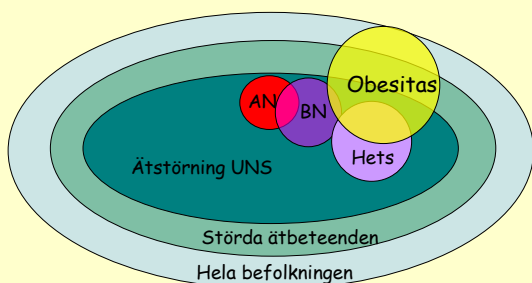 Obesitas
AN
BN
Hets
Ätstörning UNS
Störda ätbeteenden
Hela befolkningen